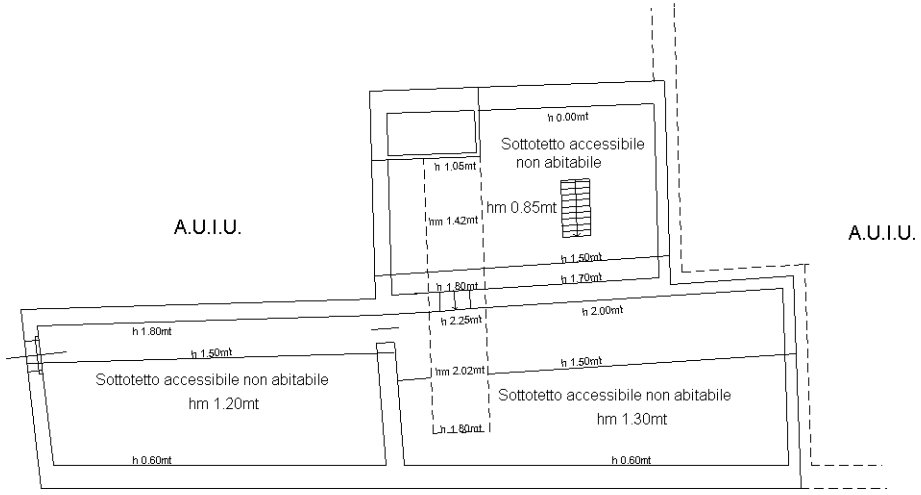 h 0.00mt
Sottotetto accessibile
non abitabile
h 1.05mt
hm 0.85mt
hm 1.42mt
A.U.I.U.
A.U.I.U.
h 1.50mt
h 1.70mt
h 1.80mt
h 2.00mt
h 2.25mt
h 1.80mt
h 1.50mt
h 1.50mt
hm 2.02mt
Sottotetto accessibile non abitabile
hm 1.20mt
Sottotetto accessibile non abitabile
hm 1.30mt
h 1.80mt
h 0.60mt
h 0.60mt